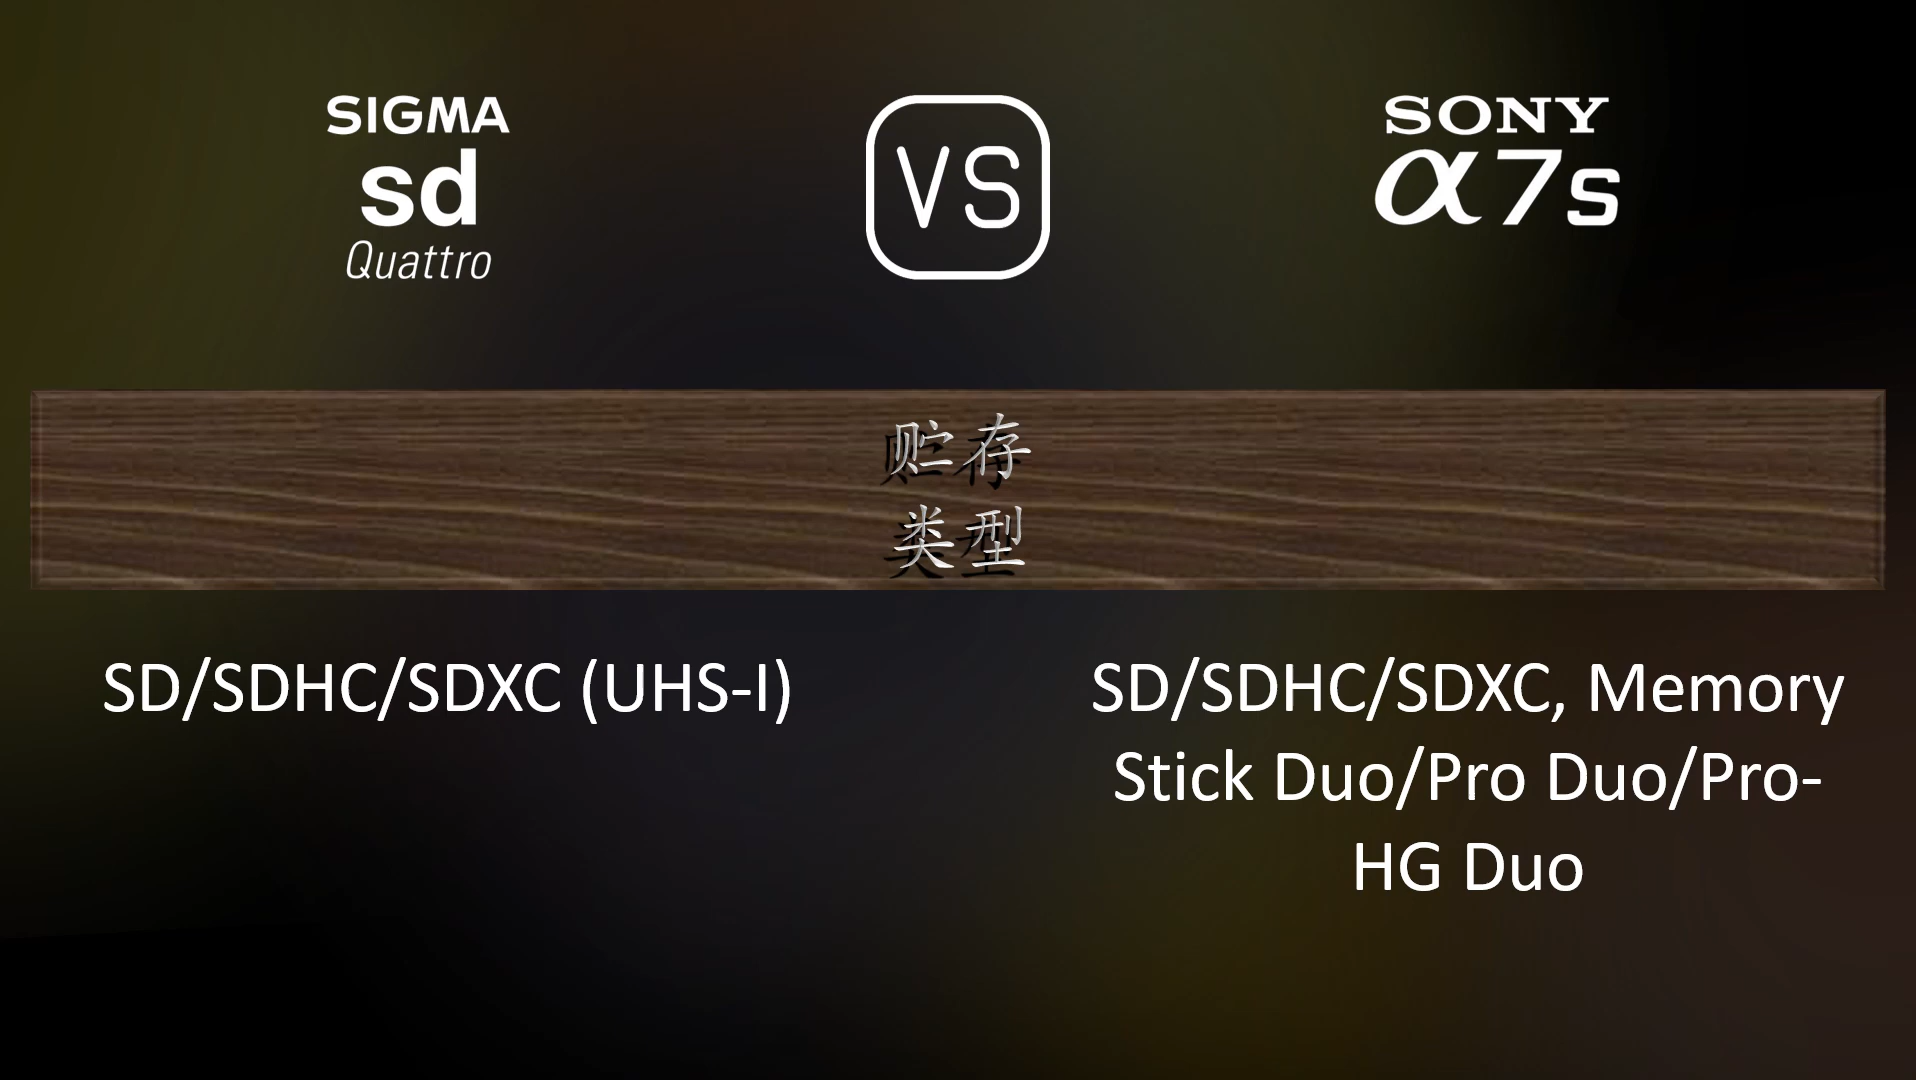 SIGMA
sd
Quattro
VS
SONY
α7s
贮存
类型
SD/SDHC/SDXC (UHS-I)
SD/SDHC/SDXC, Memory
Stick Duo/Pro Duo/Pro-
HG Duo